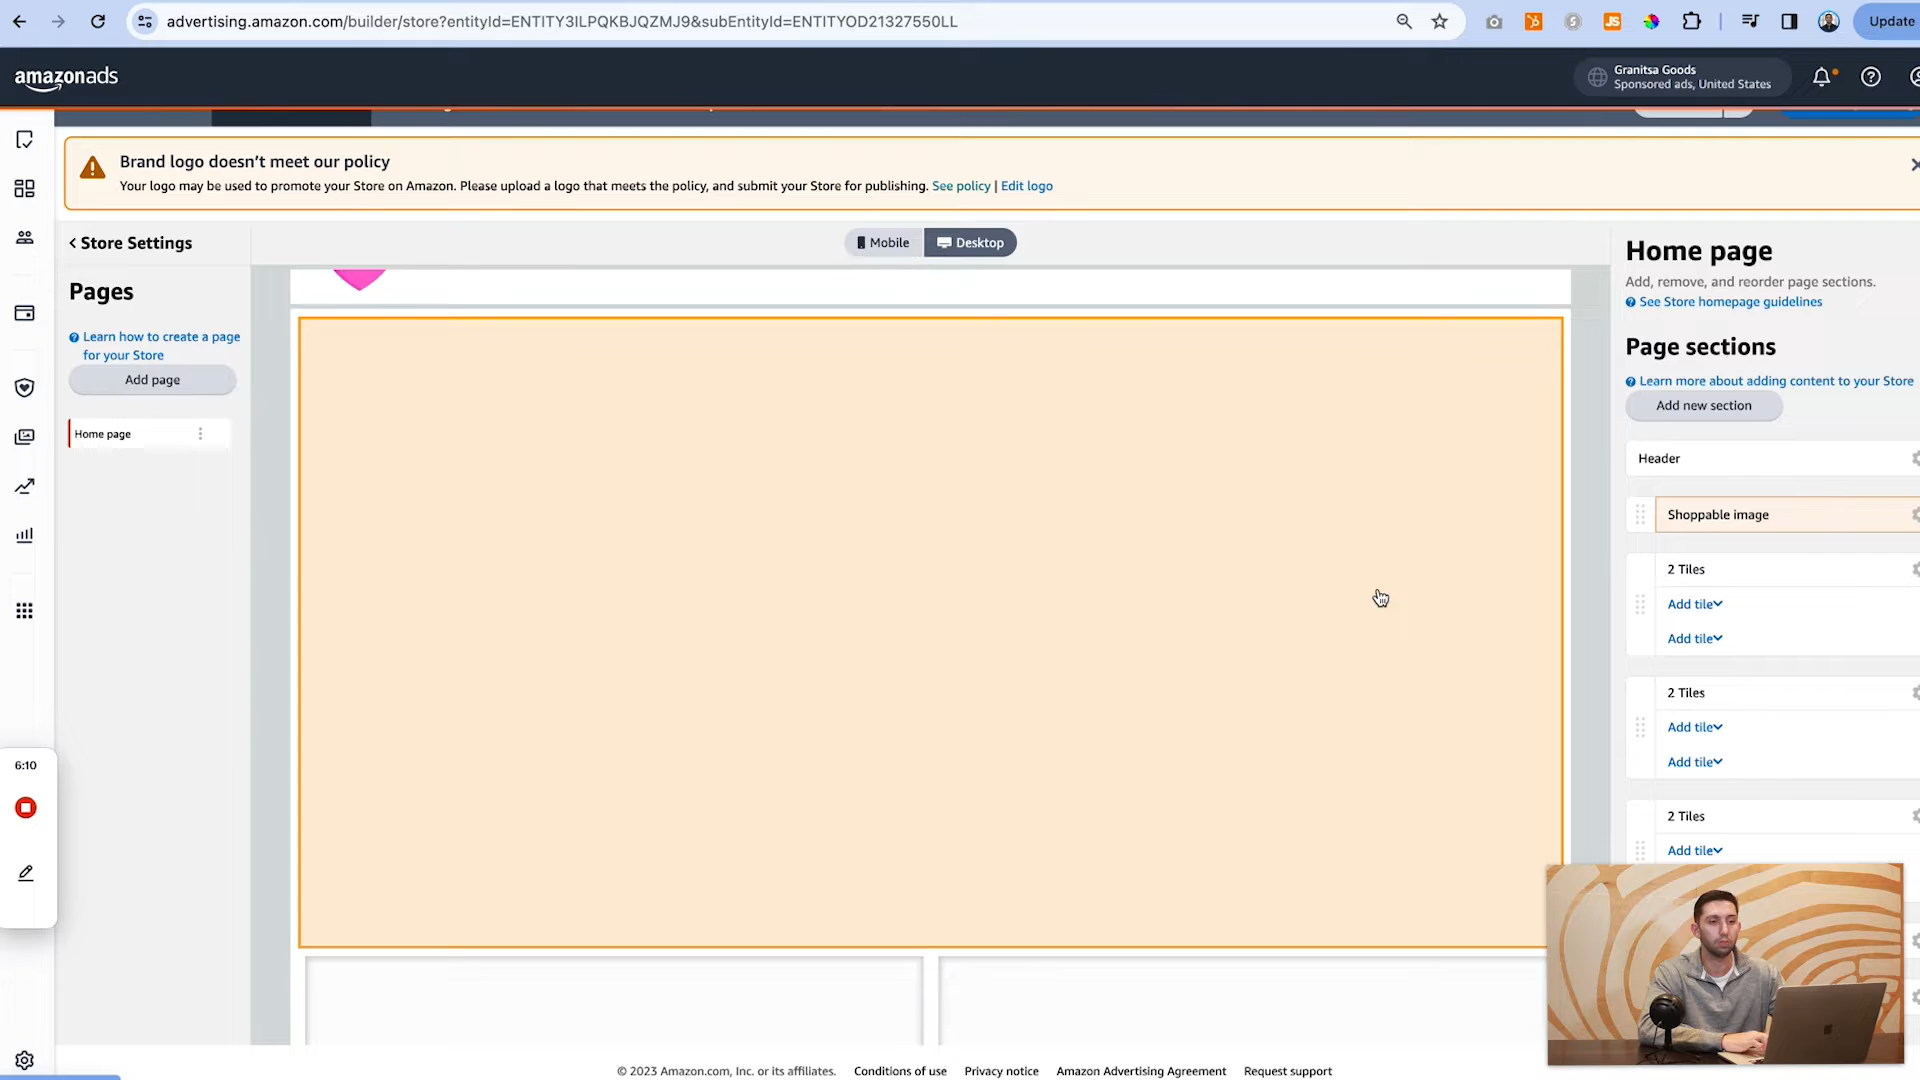 advertising.amazon.com/builder/store?entityId=ENTITY3ILPQKBJQZMJ9&subEntityId=ENTITYOD21327550LL
JS
Update
amazonads
Granitsa Goods
Sponsored ads, United States
Brand logo doesn't meet our policy
Your logo may be used to promote your Store on Amazon. Please upload a logo that meets the policy, and submit your Store for publishing. See policy | Edit logo
< Store Settings
Mobile
Desktop
Pages
Learn how to create a page
for your Store
Add page
Home page
Home page
Add, remove, and reorder page sections.
See Store homepage guidelines
Page sections
Learn more about adding content to your Store
Add new section
Header
Shoppable image
2 Tiles
Add tile
Add tile
2 Tiles
Add tile
Add tile
2 Tiles
Add tile
6:10
© 2023 Amazon.com, Inc. or its affiliates. Conditions of use Privacy notice Amazon Advertising Agreement Request support